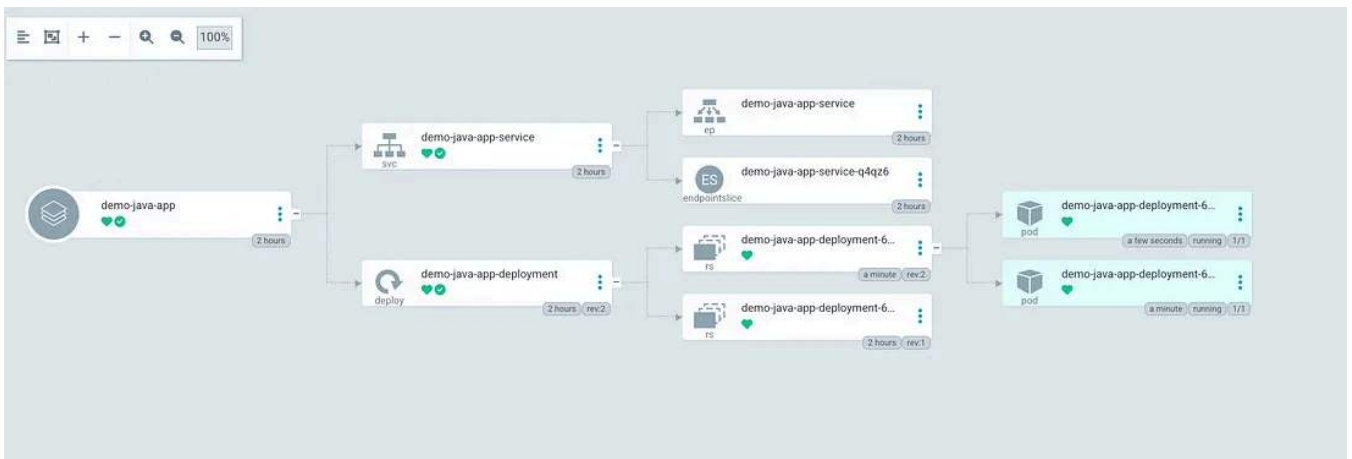 100%
demo-java-app
2 hours
demo-java-app-service
svc
2 hours
demo-java-app-deployment
deploy
2 hours rev:2
demo-java-app-service
ep
2 hours
ES
demo-java-app-service-q4qz6
endpointslice
2 hours
demo-java-app-deployment-6...
rs
a minute rev:2
demo-java-app-deployment-6...
rs
2 hours rev:1
demo-java-app-deployment-6...
pod
a few seconds running 1/1
demo-java-app-deployment-6...
pod
a minute running 1/1